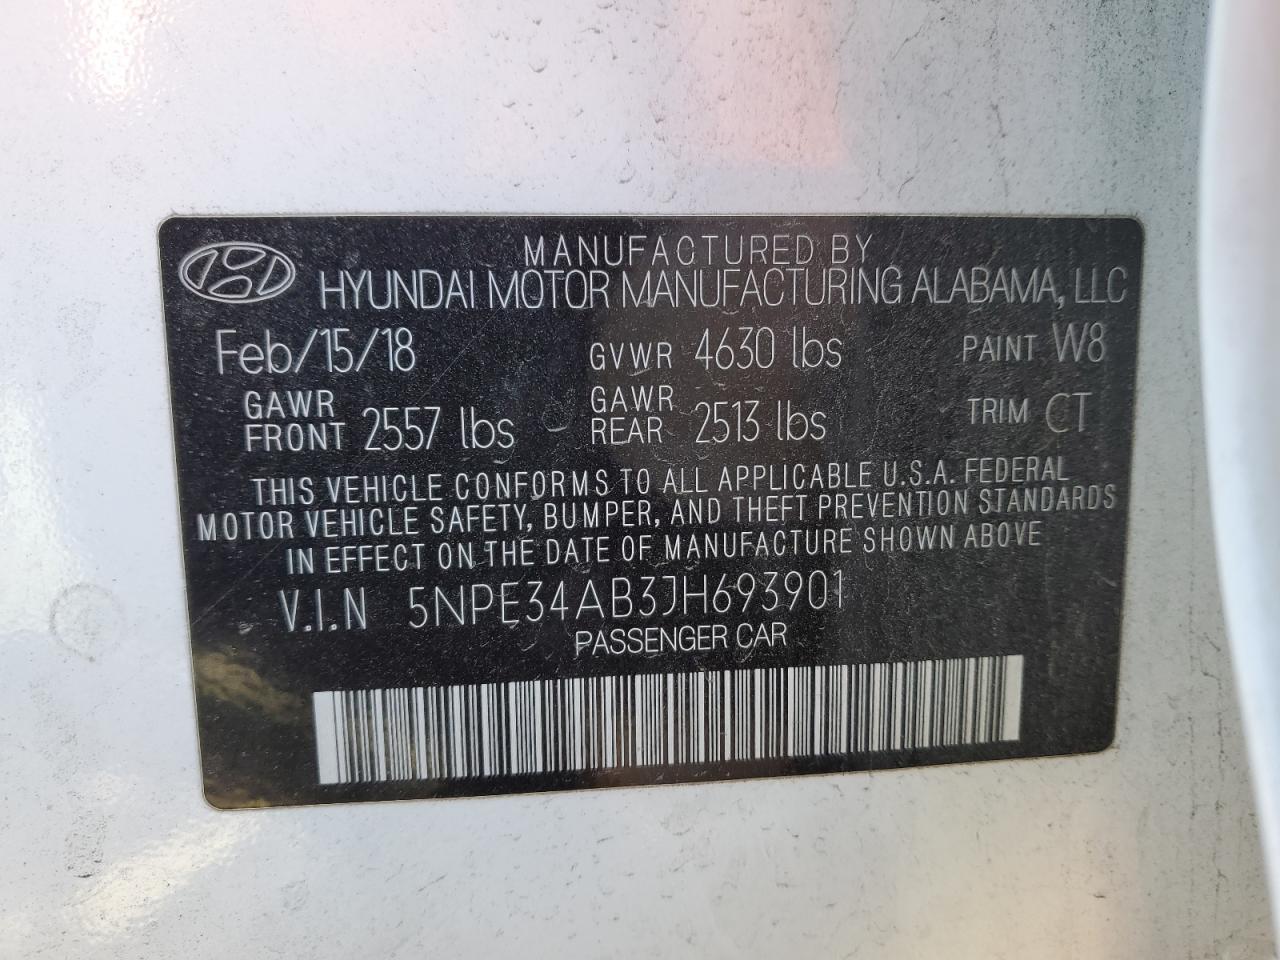 MANUFACTURED BY
HYUNDAI MOTOR MANUFACTURING ALABAMA, LLC
Feb/15/18 GVWR 4630 lbs PAINT W8
GAWR FRONT 2557 lbs GAWR REAR 2513 lbs TRIM CT
THIS VEHICLE CONFORMS TO ALL APPLICABLE U.S.A. FEDERAL
MOTOR VEHICLE SAFETY, BUMPER, AND THEFT PREVENTION STANDARDS
IN EFFECT ON THE DATE OF MANUFACTURE SHOWN ABOVE
V.I.N 5NPE34AB3JH693901
PASSENGER CAR